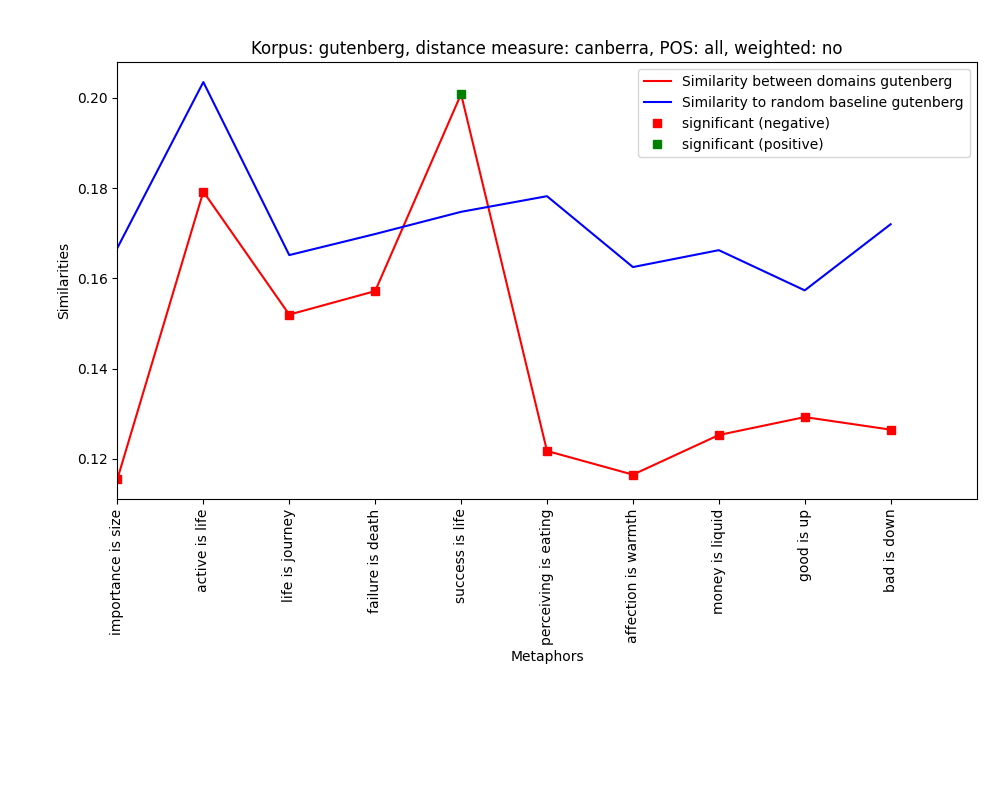 Korpus: gutenberg, distance measure: canberra, POS: all, weighted: no
Similarity between domains gutenberg
Similarity to random baseline gutenberg
significant (negative)
significant (positive)
0.20
0.18
0.16
0.14
0.12
Similarities
importance is size
active is life
life is journey
failure is death
success is life
perceiving is eating
affection is warmth
money is liquid
good is up
bad is down
Metaphors